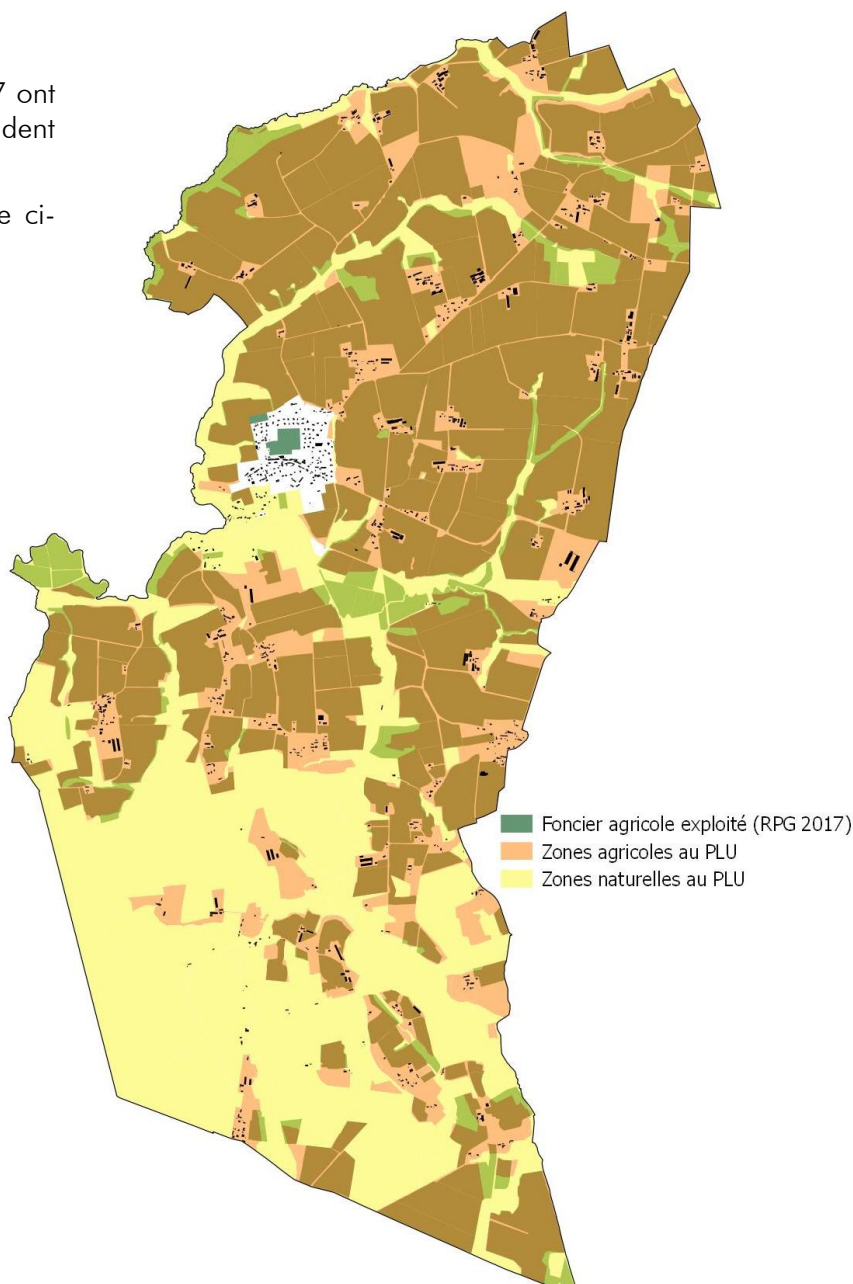 7 ont
dent
e ci-
Foncier agricole exploité (RPG 2017)
Zones agricoles au PLU
Zones naturelles au PLU